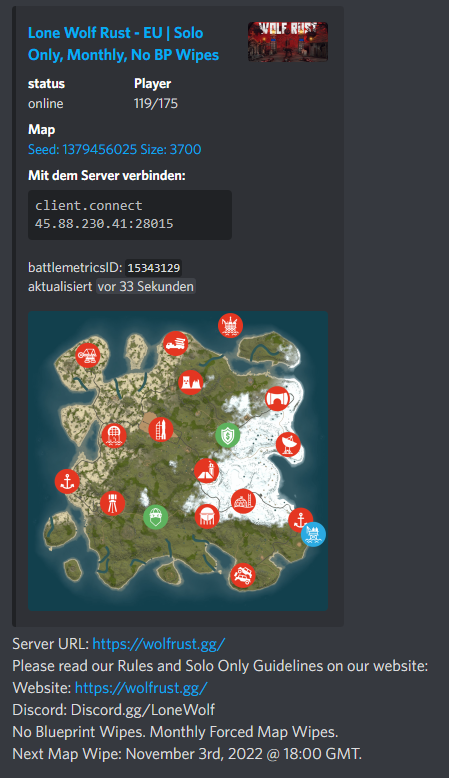 Lone Wolf Rust - EU | Solo
Only, Monthly, No BP Wipes
WOLF RUST
status Player
online 119/175
Map
Seed: 1379456025 Size: 3700
Mit dem Server verbinden:
client.connect
45.88.230.41:28015
battlemetricsID: 15343129
aktualisiert vor 33 Sekunden
Server URL: https://wolfrust.gg/
Please read our Rules and Solo Only Guidelines on our website:
Website: https://wolfrust.gg/
Discord: Discord.gg/LoneWolf
No Blueprint Wipes. Monthly Forced Map Wipes.
Next Map Wipe: November 3rd, 2022 @ 18:00 GMT.